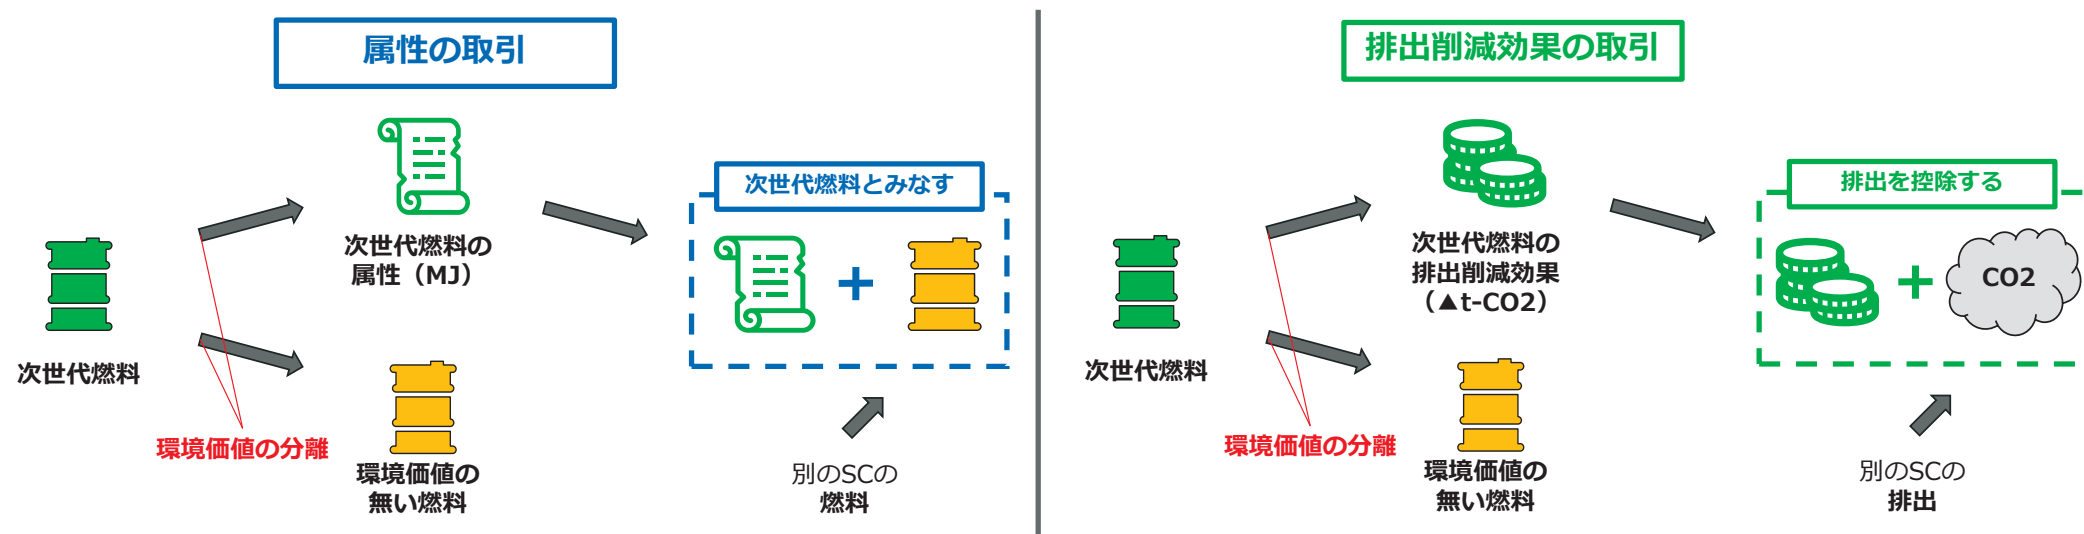 属性の取引
次世代燃料の
属性（MJ）
次世代燃料
環境価値の分離
環境価値の
無い燃料
次世代燃料とみなす
別のSCの
燃料
排出削減効果の取引
次世代燃料の
排出削減効果
（▲t-CO2）
次世代燃料
環境価値の分離
環境価値の
無い燃料
排出を控除する
CO2
別のSCの
排出